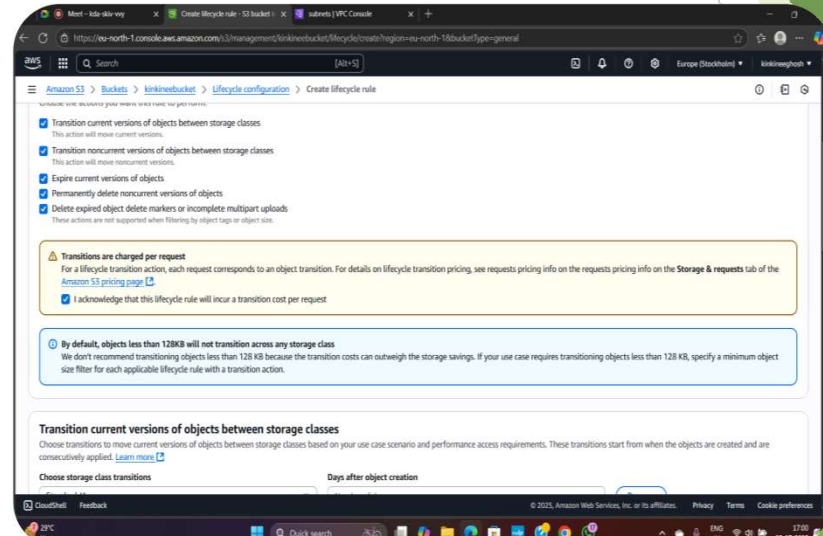 Meet – kda-skiv-vvy
Create lifecycle rule - S3 bucket
subnets | VPC Console
https://eu-north-1.console.aws.amazon.com/s3/management/kinkineebucket/lifecycle/create?region=eu-north-1&bucketType=general
aws
Search
[Alt+S]
Europe (Stockholm)
kinkineeghosh
Amazon S3 > Buckets > kinkineebucket > Lifecycle configuration > Create lifecycle rule
Choose the actions you want this rule to perform.
Transition current versions of objects between storage classes
This action will move current versions.
Transition noncurrent versions of objects between storage classes
This action will move noncurrent versions.
Expire current versions of objects
Permanently delete noncurrent versions of objects
Delete expired object delete markers or incomplete multipart uploads
These actions are not supported when filtering by object tags or object size.
Transitions are charged per request
For a lifecycle transition action, each request corresponds to an object transition. For details on lifecycle transition pricing, see requests pricing info on the requests pricing info on the Storage & requests tab of the
Amazon S3 pricing page
I acknowledge that this lifecycle rule will incur a transition cost per request
By default, objects less than 128KB will not transition across any storage class
We don't recommend transitioning objects less than 128 KB because the transition costs can outweigh the storage savings. If your use case requires transitioning objects less than 128 KB, specify a minimum object
size filter for each applicable lifecycle rule with a transition action.
Transition current versions of objects between storage classes
Choose transitions to move current versions of objects between storage classes based on your use case scenario and performance access requirements. These transitions start from when the objects are created and are
consecutively applied. Learn more
Choose storage class transitions
Days after object creation
CloudShell
Feedback
© 2025, Amazon Web Services, Inc. or its affiliates.
Privacy
Terms
Cookie preferences
29°C
Quick search
ENG
17:00